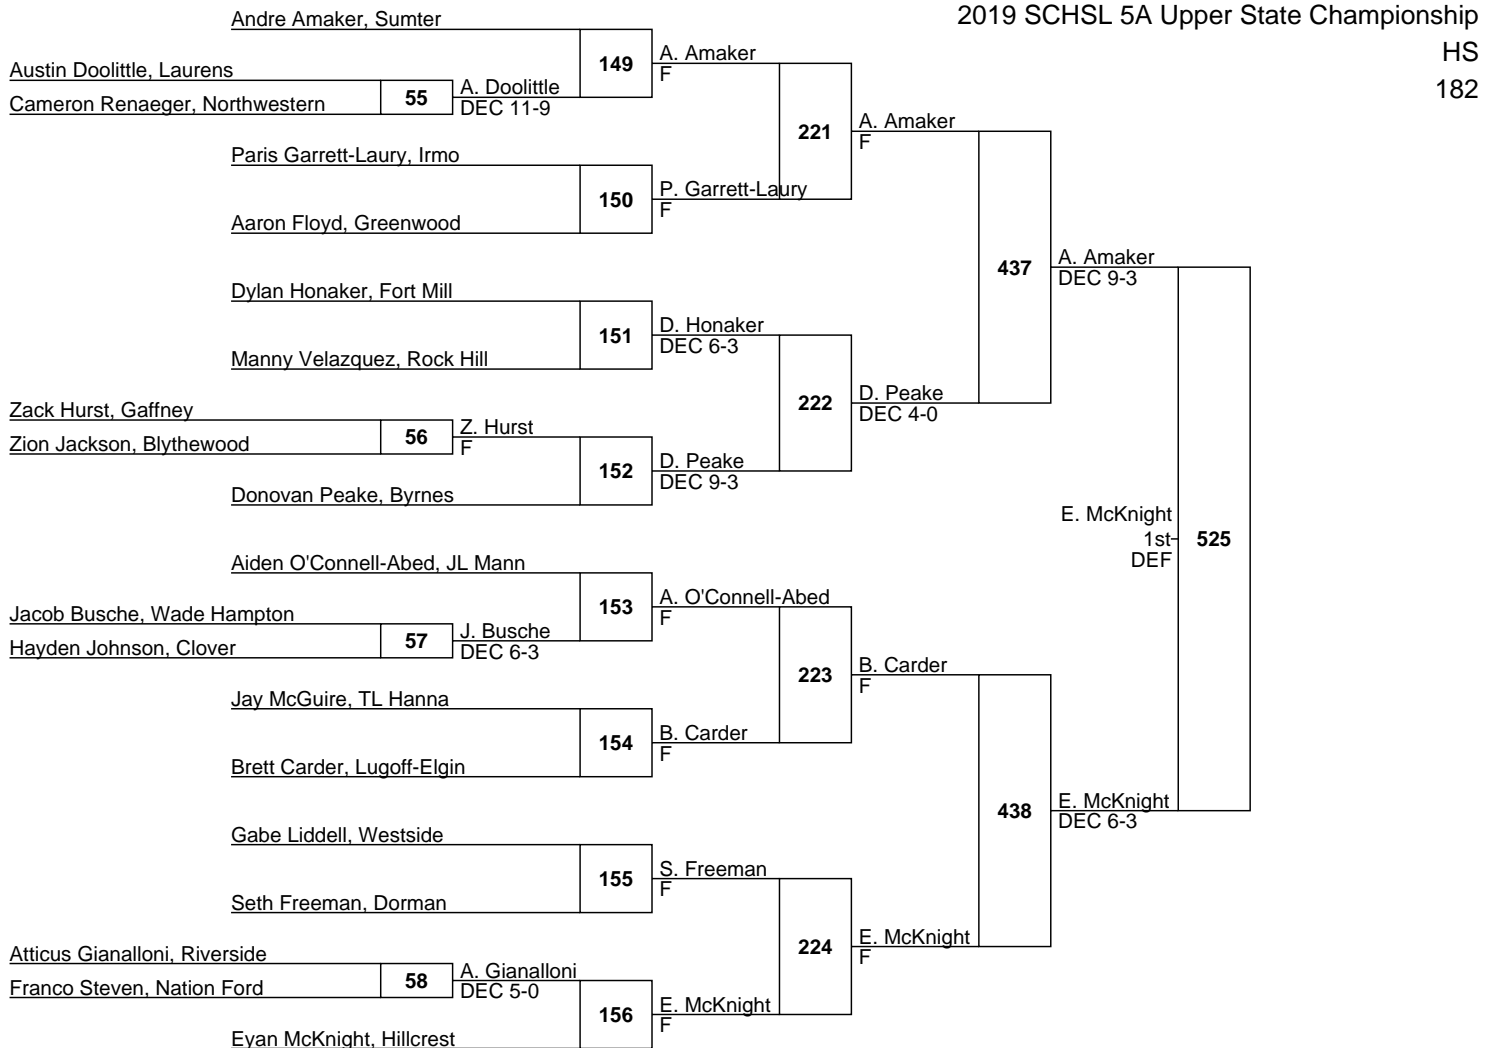 2019 SCHSL 5A Upper State Championship
HS
182
Andre Amaker, Sumter
149
A. Amaker
F
Austin Doolittle, Laurens
Cameron Renaeger, Northwestern
55
A. Doolittle
DEC 11-9
221
A. Amaker
F
Paris Garrett-Laury, Irmo
150
P. Garrett-Laury
F
Aaron Floyd, Greenwood
437
A. Amaker
DEC 9-3
Dylan Honaker, Fort Mill
151
D. Honaker
DEC 6-3
Manny Velazquez, Rock Hill
222
D. Peake
DEC 4-0
Zack Hurst, Gaffney
Zion Jackson, Blythewood
56
Z. Hurst
F
152
D. Peake
DEC 9-3
Donovan Peake, Byrnes
E. McKnight
1st
DEF
525
Aiden O'Connell-Abed, JL Mann
153
A. O'Connell-Abed
F
Jacob Busche, Wade Hampton
Hayden Johnson, Clover
57
J. Busche
DEC 6-3
223
B. Carder
F
Jay McGuire, TL Hanna
154
B. Carder
F
Brett Carder, Lugoff-Elgin
438
E. McKnight
DEC 6-3
Gabe Liddell, Westside
155
S. Freeman
F
Seth Freeman, Dorman
224
E. McKnight
F
Atticus Gianalloni, Riverside
Franco Steven, Nation Ford
58
A. Gianalloni
DEC 5-0
156
E. McKnight
F
Eyan McKnight, Hillcrest